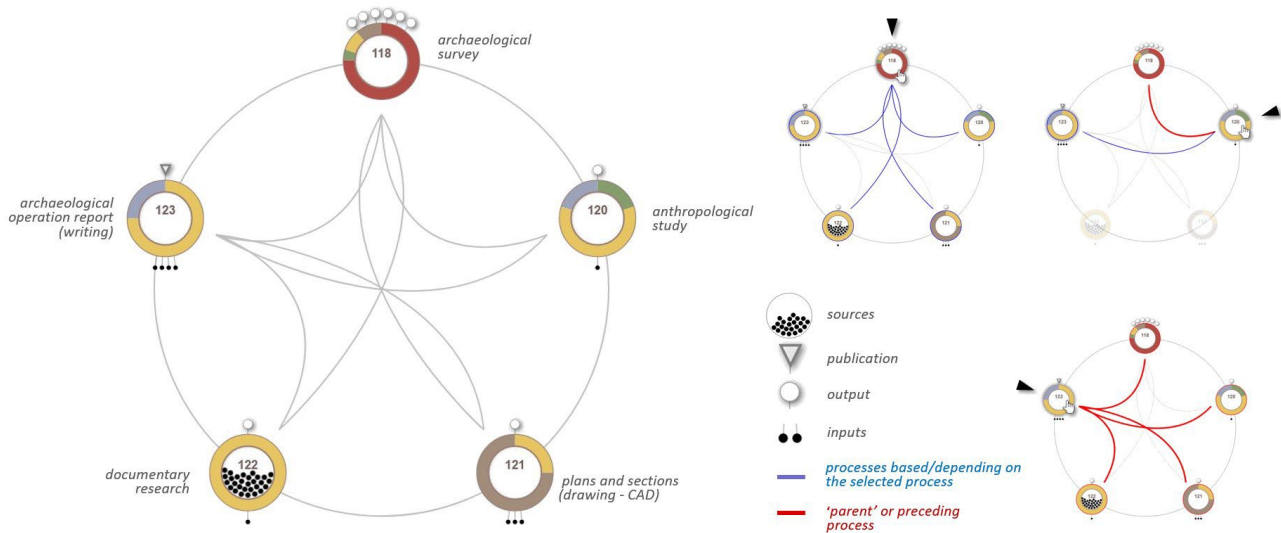 118
archaeological
survey
123
archaeological
operation report
(writing)
120
anthropological
study
122
documentary
research
121
plans and sections
(drawing - CAD)
118
123
120
122
121
118
123
120
sources
publication
output
inputs
processes based/depending on
the selected process
'parent' or preceding
process
118
123
120
122
121